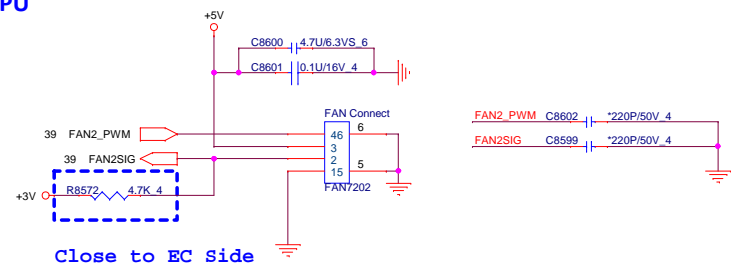 PU
+5V
C8600 4.7U/6.3VS_6
C8601 0.1U/16V_4
FAN Connect
39 FAN2_PWM
39 FAN2SIG
46
3
2
15
6
5
FAN7202
+3V R8572 4.7K_4
Close to EC Side
FAN2_PWM C8602 *220P/50V_4
FAN2SIG C8599 *220P/50V_4